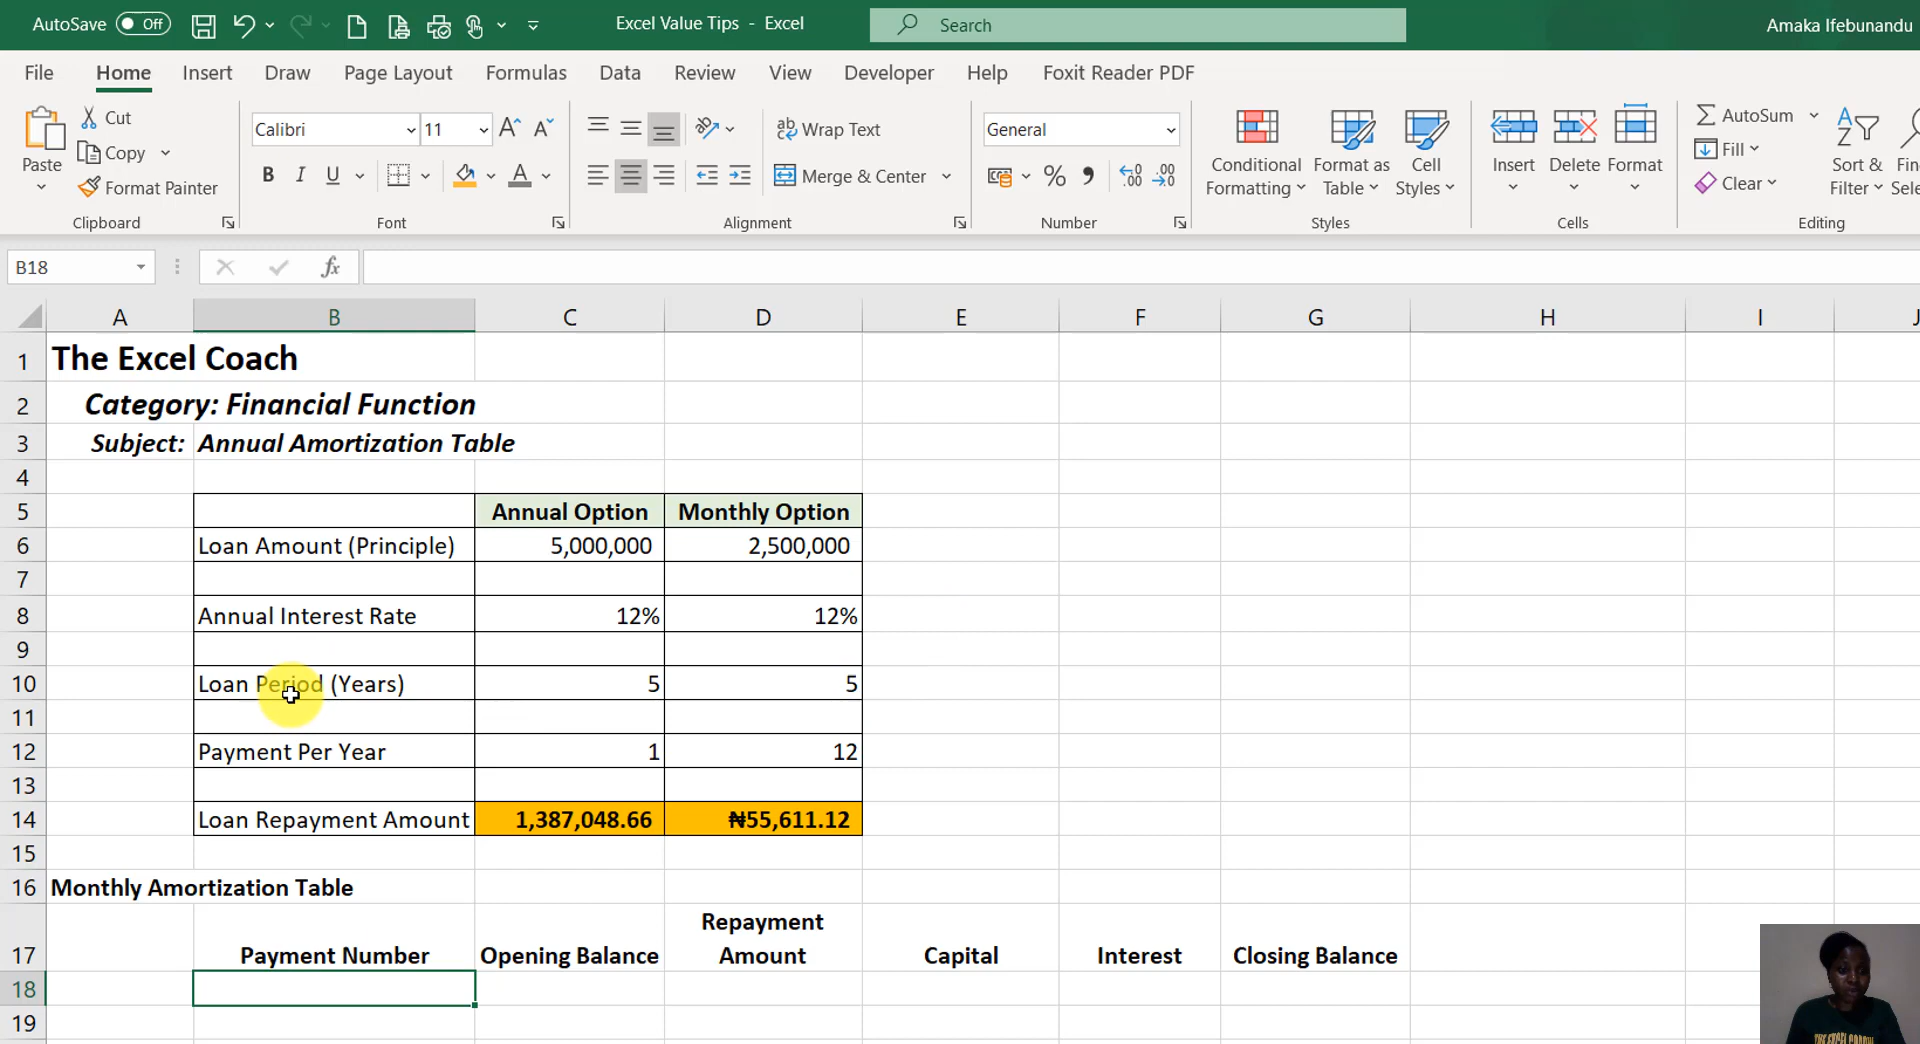 AutoSave Off
Excel Value Tips - Excel
Search
Amaka Ifebunandu
File Home Insert Draw Page Layout Formulas Data Review View Developer Help Foxit Reader PDF
Paste
Cut
Copy
Format Painter
Clipboard
Calibri 11
B I U A
Font
Wrap Text
Merge & Center
Alignment
General
%
Number
Conditional Formatting
Format as Table
Cell Styles
Styles
Insert Delete Format
Cells
AutoSum
Fill
Clear
Sort & Filter
Editing
B18
fx
A B C D E F G H I J
1 The Excel Coach
2 Category: Financial Function
3 Subject: Annual Amortization Table
4
5 Annual Option Monthly Option
6 Loan Amount (Principle) 5,000,000 2,500,000
7
8 Annual Interest Rate 12% 12%
9
10 Loan Period (Years) 5 5
11
12 Payment Per Year 1 12
13
14 Loan Repayment Amount 1,387,048.66 ₦55,611.12
15
16 Monthly Amortization Table
17 Payment Number Opening Balance Repayment Amount Capital Interest Closing Balance
18
19